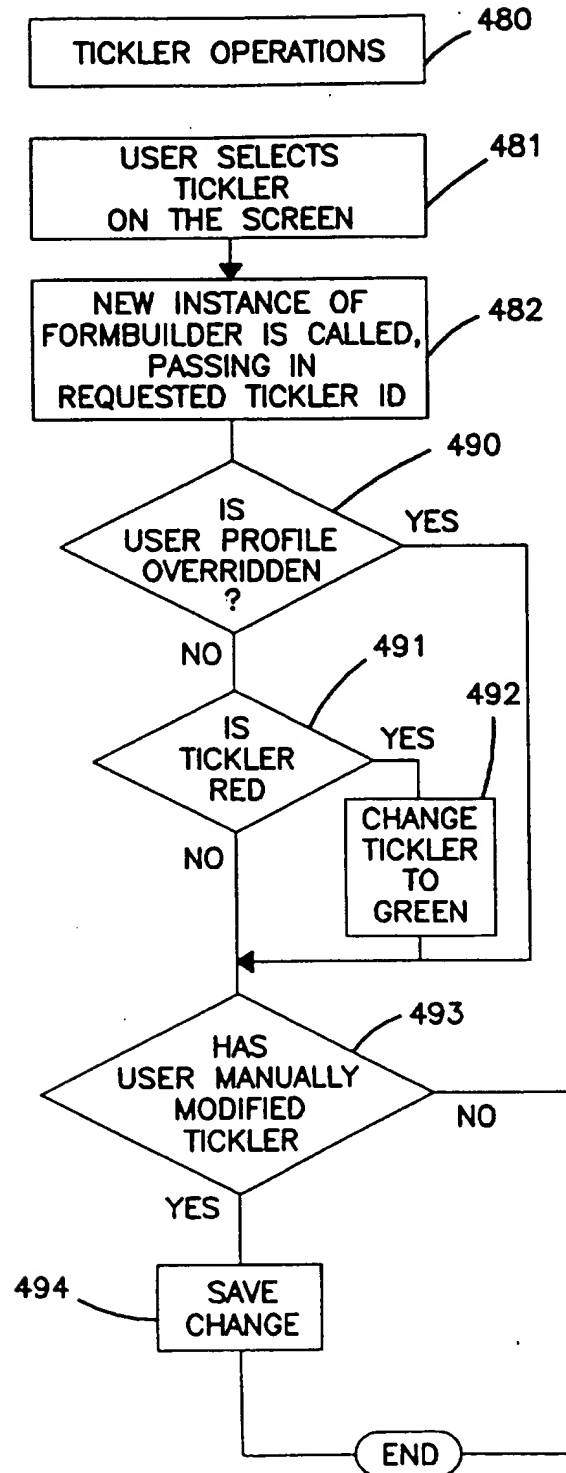 TICKLER OPERATIONS
480
USER SELECTS
TICKLER
ON THE SCREEN
481
NEW INSTANCE OF
FORMBUILDER IS CALLED,
PASSING IN
REQUESTED TICKLER ID
482
490
IS
USER PROFILE
OVERRIDDEN
?
YES
NO
491
IS
TICKLER
RED
YES
492
CHANGE
TICKLER
TO
GREEN
NO
493
HAS
USER MANUALLY
MODIFIED
TICKLER
NO
YES
494
SAVE
CHANGE
END